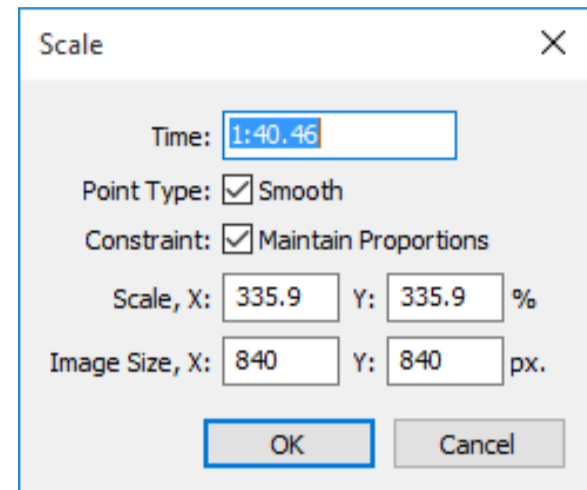 Scale
Time: 1:40.46
Point Type: Smooth
Constraint: Maintain Proportions
Scale, X: 335.9 Y: 335.9 %
Image Size, X: 840 Y: 840 px.
OK Cancel